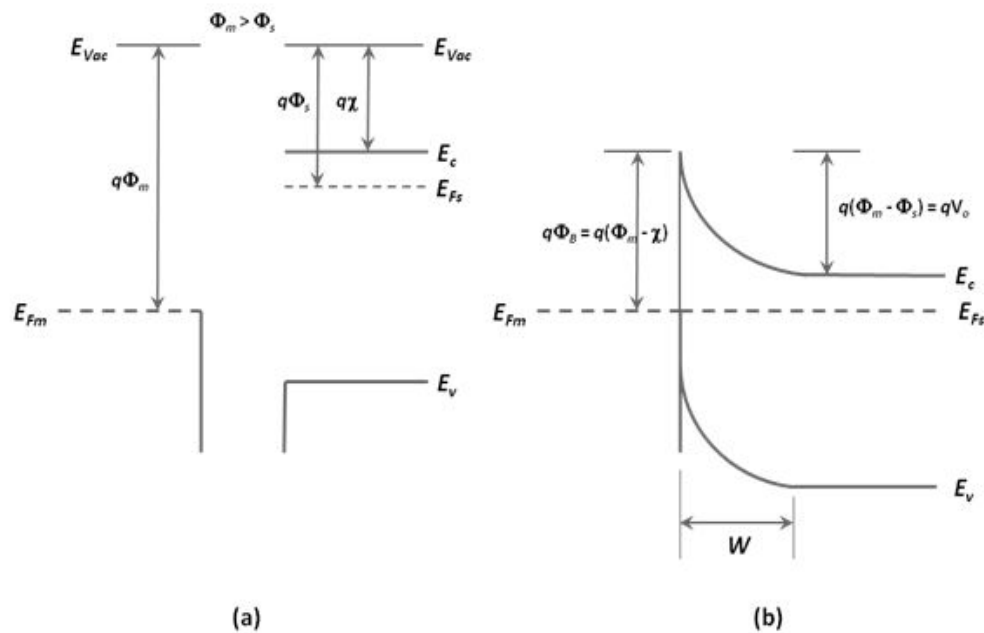 Φm > Φs
EVac
EVac
qΦs
qχ
Ec
EFs
qΦm
EFm
Ev
(a)
qΦB = q(Φm - χ)
q(Φm - Φs) = qVo
Ec
EFm
EFs
Ev
W
(b)